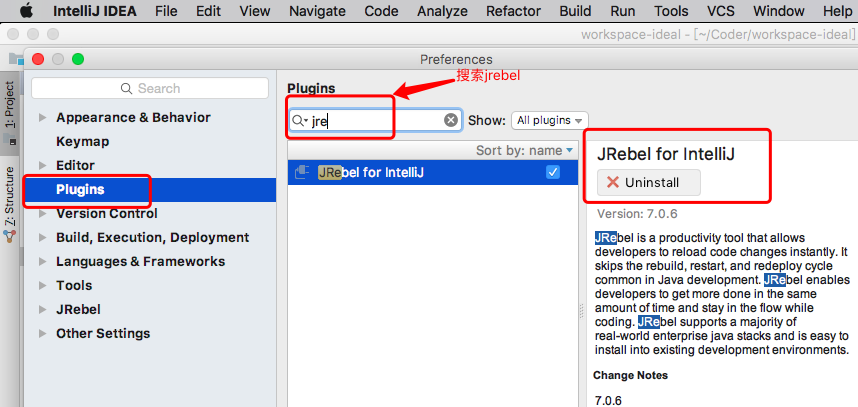 IntelliJ IDEA File Edit View Navigate Code Analyze Refactor Build Run Tools VCS Window Help
workspace-ideal - [~/Coder/workspace-ideal]
Preferences
搜索jrebel
1: Project
Z: Structure
Search
Appearance & Behavior
Keymap
Editor
Plugins
Version Control
Build, Execution, Deployment
Languages & Frameworks
Tools
JRebel
Other Settings
Plugins
jre
Show: All plugins
Sort by: name
JRebel for IntelliJ
JRebel for IntelliJ
Uninstall
Version: 7.0.6
JRebel is a productivity tool that allows
developers to reload code changes instantly. It
skips the rebuild, restart, and redeploy cycle
common in Java development. JRebel enables
developers to get more done in the same
amount of time and stay in the flow while
coding. JRebel supports a majority of
real-world enterprise java stacks and is easy to
install into existing development environments.
Change Notes
7.0.6